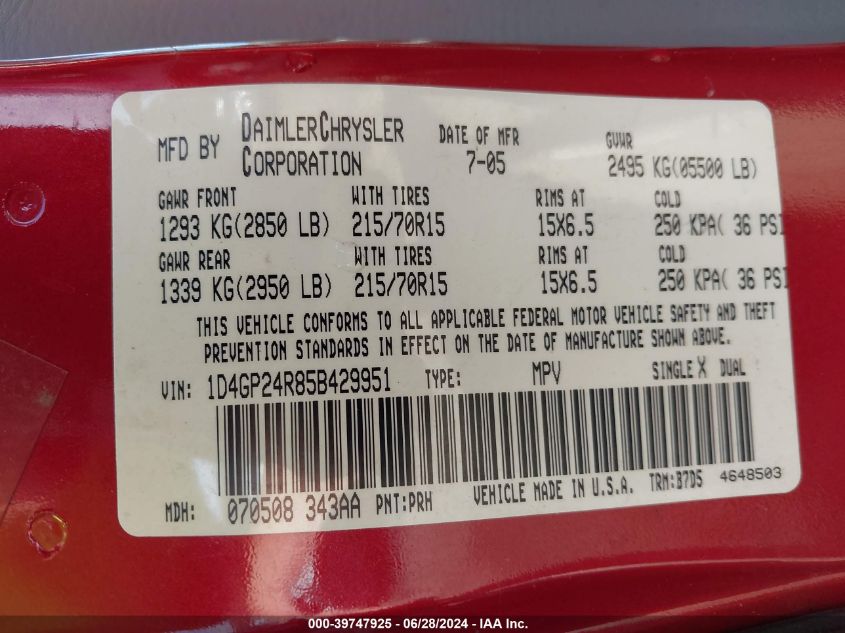 MFD BY DAIMLERCHRYSLER CORPORATION DATE OF MFR 7-05 GVWR 2495 KG(05500 LB)
GAWR FRONT WITH TIRES RIMS AT COLD
1293 KG(2850 LB) 215/70R15 15X6.5 250 KPA( 36 PSI
GAWR REAR WITH TIRES RIMS AT COLD
1339 KG(2950 LB) 215/70R15 15X6.5 250 KPA( 36 PSI
THIS VEHICLE CONFORMS TO ALL APPLICABLE FEDERAL MOTOR VEHICLE SAFETY AND THEFT
PREVENTION STANDARDS IN EFFECT ON THE DATE OF MANUFACTURE SHOWN ABOVE.
VIN: 1D4GP24R85B429951 TYPE: MPV SINGLE X DUAL
MDH: 070508 343AA PNT:PRH VEHICLE MADE IN U.S.A. TRM:B7D5 4648503
000-39747925 - 06/28/2024 - IAA Inc.